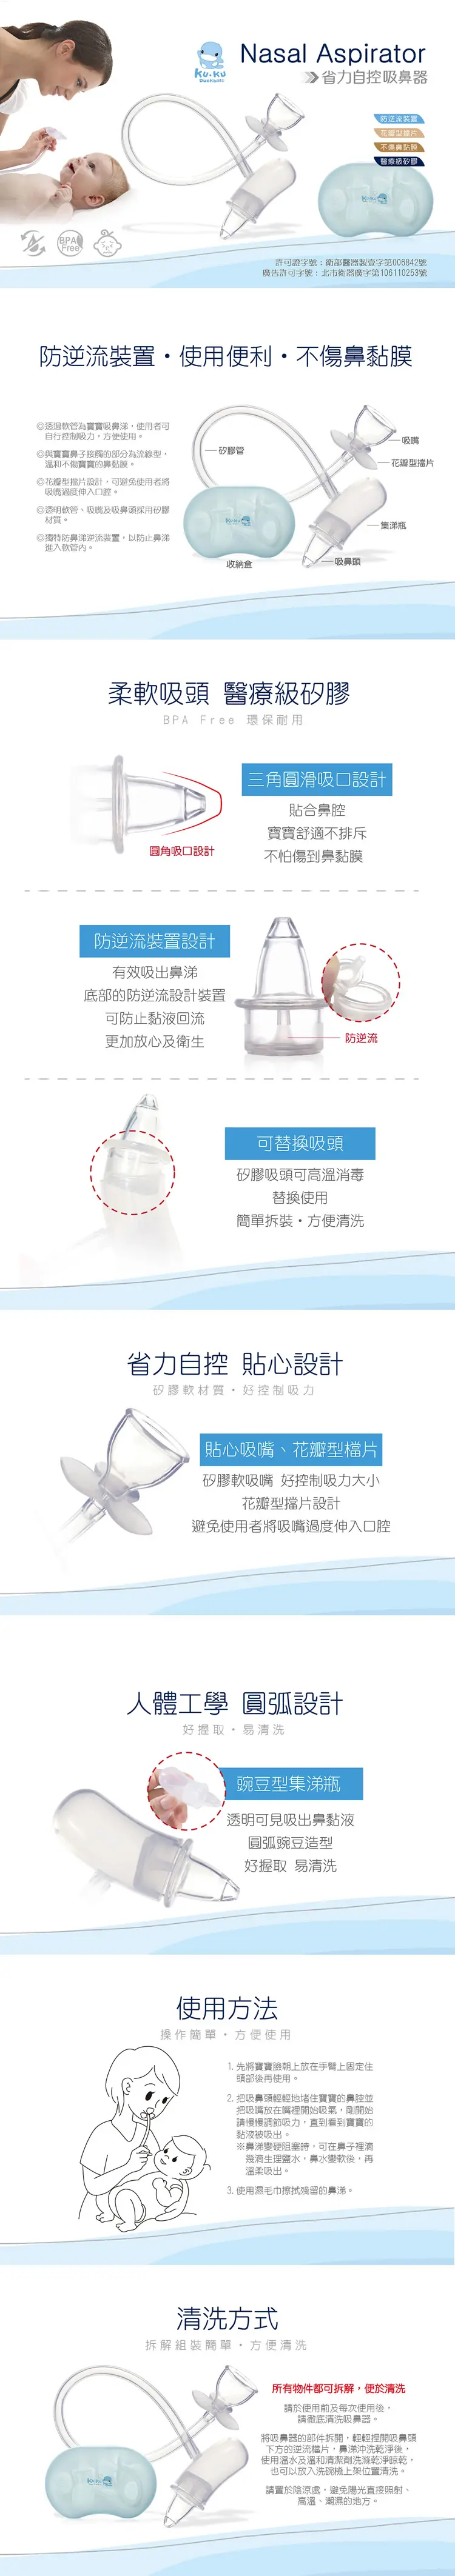 KU.KU
Duckbill
Nasal Aspirator
省力自控吸鼻器
防逆流裝置
花瓣型擋片
不傷鼻黏膜
醫療級矽膠
BPA
Free
許可證字號：衛部醫器製壹字第006842號
廣告許可字號：北市衛器廣字第106110253號
防逆流裝置・使用便利・不傷鼻黏膜
◎透過軟管為寶寶吸鼻涕，使用者可
自行控制吸力，方便使用。
◎與寶寶鼻子接觸的部分為流線型，
溫和不傷寶寶的鼻黏膜。
◎花瓣型擋片設計，可避免使用者將
吸嘴過度伸入口腔。
◎透明軟管、吸嘴及吸鼻頭採用矽膠
材質。
◎獨特防鼻涕逆流裝置，以防止鼻涕
進入軟管內。
矽膠管
吸嘴
花瓣型擋片
集涕瓶
吸鼻頭
收納盒
柔軟吸頭 醫療級矽膠
BPA Free 環保耐用
圓角吸口設計
三角圓滑吸口設計
貼合鼻腔
寶寶舒適不排斥
不怕傷到鼻黏膜
防逆流裝置設計
有效吸出鼻涕
底部的防逆流設計裝置
可防止黏液回流
更加放心及衛生
防逆流
可替換吸頭
矽膠吸頭可高溫消毒
替換使用
簡單拆裝・方便清洗
省力自控 貼心設計
矽膠軟材質・好控制吸力
貼心吸嘴、花瓣型檔片
矽膠軟吸嘴 好控制吸力大小
花瓣型擋片設計
避免使用者將吸嘴過度伸入口腔
人體工學 圓弧設計
好握取・易清洗
豌豆型集涕瓶
透明可見吸出鼻黏液
圓弧豌豆造型
好握取 易清洗
使用方法
操作簡單・方便使用
1. 先將寶寶臉朝上放在手臂上固定住
頭部後再使用。
2. 把吸鼻頭輕輕地堵住寶寶的鼻腔並
把吸嘴放在嘴裡開始吸氣，剛開始
請慢慢調節吸力，直到看到寶寶的
黏液被吸出。
※鼻涕變硬阻塞時，可在鼻子裡滴
幾滴生理鹽水，鼻水變軟後，再
溫柔吸出。
3. 使用濕毛巾擦拭殘留的鼻涕。
清洗方式
拆解組裝簡單・方便清洗
所有物件都可拆解，便於清洗
請於使用前及每次使用後，
請徹底清洗吸鼻器。
將吸鼻器的部件拆開，輕輕捏開吸鼻頭
下方的逆流檔片，鼻涕沖洗乾淨後，
使用溫水及溫和清潔劑洗滌乾淨晾乾，
也可以放入洗碗機上架位置清洗。
請置於陰涼處，避免陽光直接照射、
高溫、潮濕的地方。